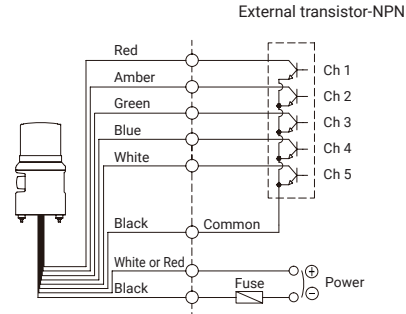 External transistor-NPN
Red
Ch 1
Amber
Ch 2
Green
Ch 3
Blue
Ch 4
White
Ch 5
Black
Common
White or Red
Black
Fuse
Power